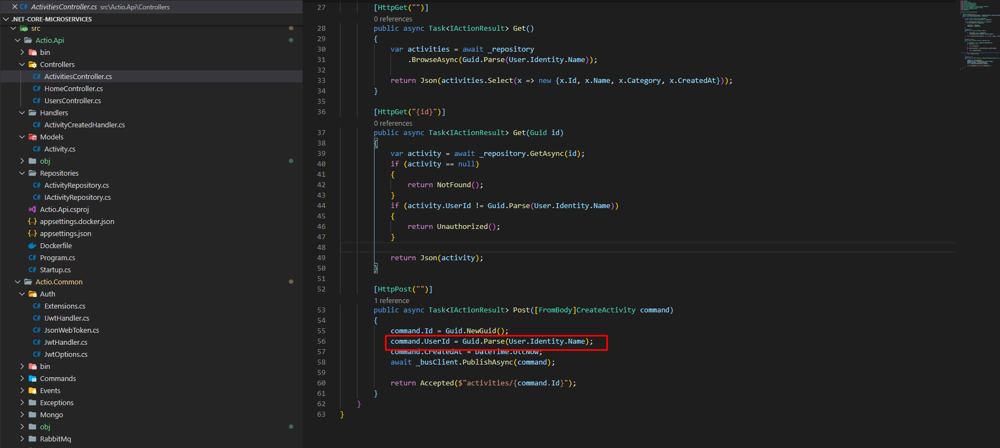 ActivitiesController.cs src\Actio.Api\Controllers
.NET-CORE-MICROSERVICES
src
Actio.Api
bin
Controllers
ActivitiesController.cs
HomeController.cs
UsersController.cs
Handlers
ActivityCreatedHandler.cs
Models
Activity.cs
obj
Repositories
ActivityRepository.cs
IActivityRepository.cs
Actio.Api.csproj
appsettings.docker.json
appsettings.json
Dockerfile
Program.cs
Startup.cs
Actio.Common
Auth
Extensions.cs
IJwtHandler.cs
JsonWebToken.cs
JwtHandler.cs
JwtOptions.cs
bin
Commands
Events
Exceptions
Mongo
obj
RabbitMq
27 [HttpGet("")]
0 references
28 public async Task<IActionResult> Get()
29 {
30 var activities = await _repository
31 .BrowseAsync(Guid.Parse(User.Identity.Name));
32
33 return Json(activities.Select(x => new {x.Id, x.Name, x.Category, x.CreatedAt}));
34 }
35
36 [HttpGet("{id}")]
0 references
37 public async Task<IActionResult> Get(Guid id)
38 {
39 var activity = await _repository.GetAsync(id);
40 if (activity == null)
41 {
42 return NotFound();
43 }
44 if (activity.UserId != Guid.Parse(User.Identity.Name))
45 {
46 return Unauthorized();
47 }
48
49 return Json(activity);
50 }
51
52 [HttpPost("")]
1 reference
53 public async Task<IActionResult> Post([FromBody]CreateActivity command)
54 {
55 command.Id = Guid.NewGuid();
56 command.UserId = Guid.Parse(User.Identity.Name);
57 command.CreatedAt = DateTime.UtcNow;
58 await _busClient.PublishAsync(command);
59
60 return Accepted($"activities/{command.Id}");
61 }
62 }
63 }